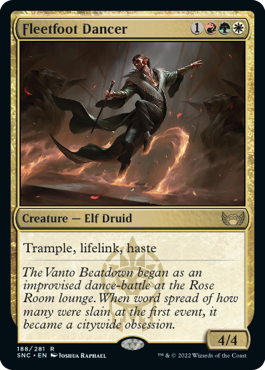 Fleetfoot Dancer 1
Creature — Elf Druid
Trample, lifelink, haste
The Vanto Beatdown began as an
improvised dance-battle at the Rose
Room lounge. When word spread of how
many were slain at the first event, it
became a citywide obsession.
4/4
188/281 R
SNC • EN JOSHUA RAPHAEL
™ & © 2022 Wizards of the Coast